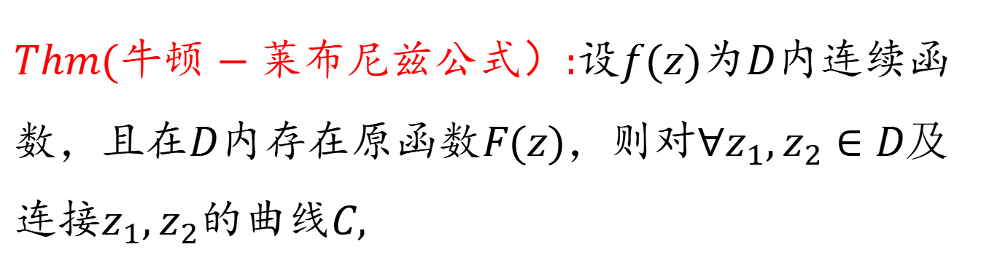 Thm(牛顿 − 莱布尼兹公式）:设f(z)为D内连续函
数，且在D内存在原函数F(z)，则对∀z₁, z₂ ∈ D及
连接z₁, z₂的曲线C,